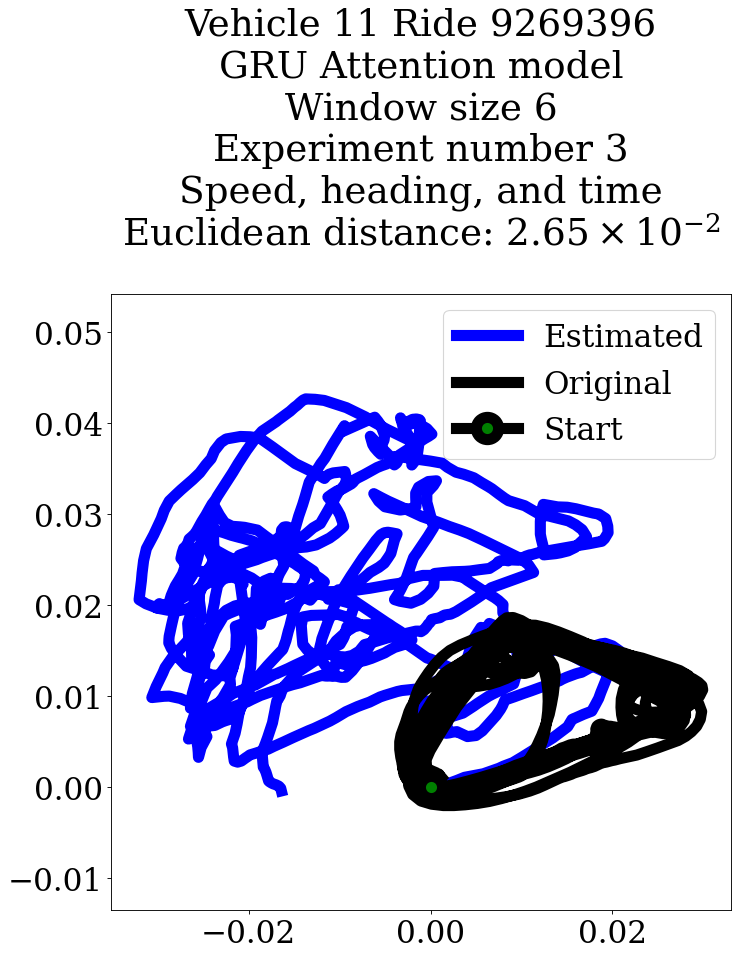 Vehicle 11 Ride 9269396
GRU Attention model
Window size 6
Experiment number 3
Speed, heading, and time
Euclidean distance: 2.65 × 10⁻²
Estimated
Original
Start
0.05
0.04
0.03
0.02
0.01
0.00
−0.01
−0.02 0.00 0.02